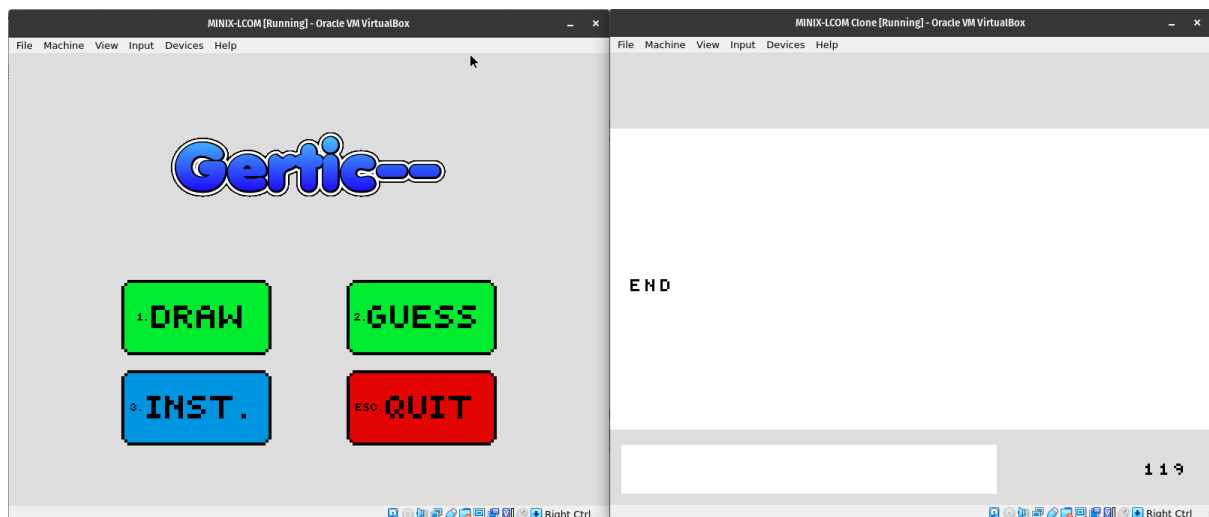 MINIX-LCOM [Running] - Oracle VM VirtualBox
File Machine View Input Devices Help
Gertic--
1.DRAW
2.GUESS
3.INST.
ESC.QUIT
Right Ctrl
MINIX-LCOM Clone [Running] - Oracle VM VirtualBox
File Machine View Input Devices Help
END
119
Right Ctrl